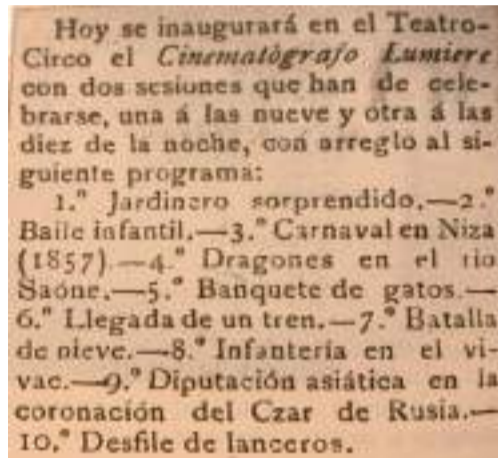 Hoy se inaugurará en el Teatro-
Circo el Cinematógrafo Lumiere
con dos sesiones que han de cele-
brarse, una á las nueve y otra á las
diez de la noche, con arreglo al si-
guiente programa:
1.º Jardinero sorprendido.—2.º
Baile infantil.—3.º Carnaval en Niza
(1857).—4.º Dragones en el rio
Saóne.—5.º Banquete de gatos.—
6.º Llegada de un tren.—7.º Batalla
de nieve.—8.º Infantería en el vi-
vac.—9.º Diputación asiática en la
coronación del Czar de Rusia.—
10.º Desfile de lanceros.